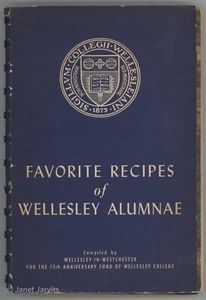 SIGILLVM · COLLEGII · WELLESLEIANI
· 1875 ·
FAVORITE RECIPES
of
WELLESLEY ALUMNAE
Compiled by
WELLESLEY-IN-WESTCHESTER
FOR THE 75th ANNIVERSARY FUND OF WELLESLEY COLLEGE
© Janet Jarvits